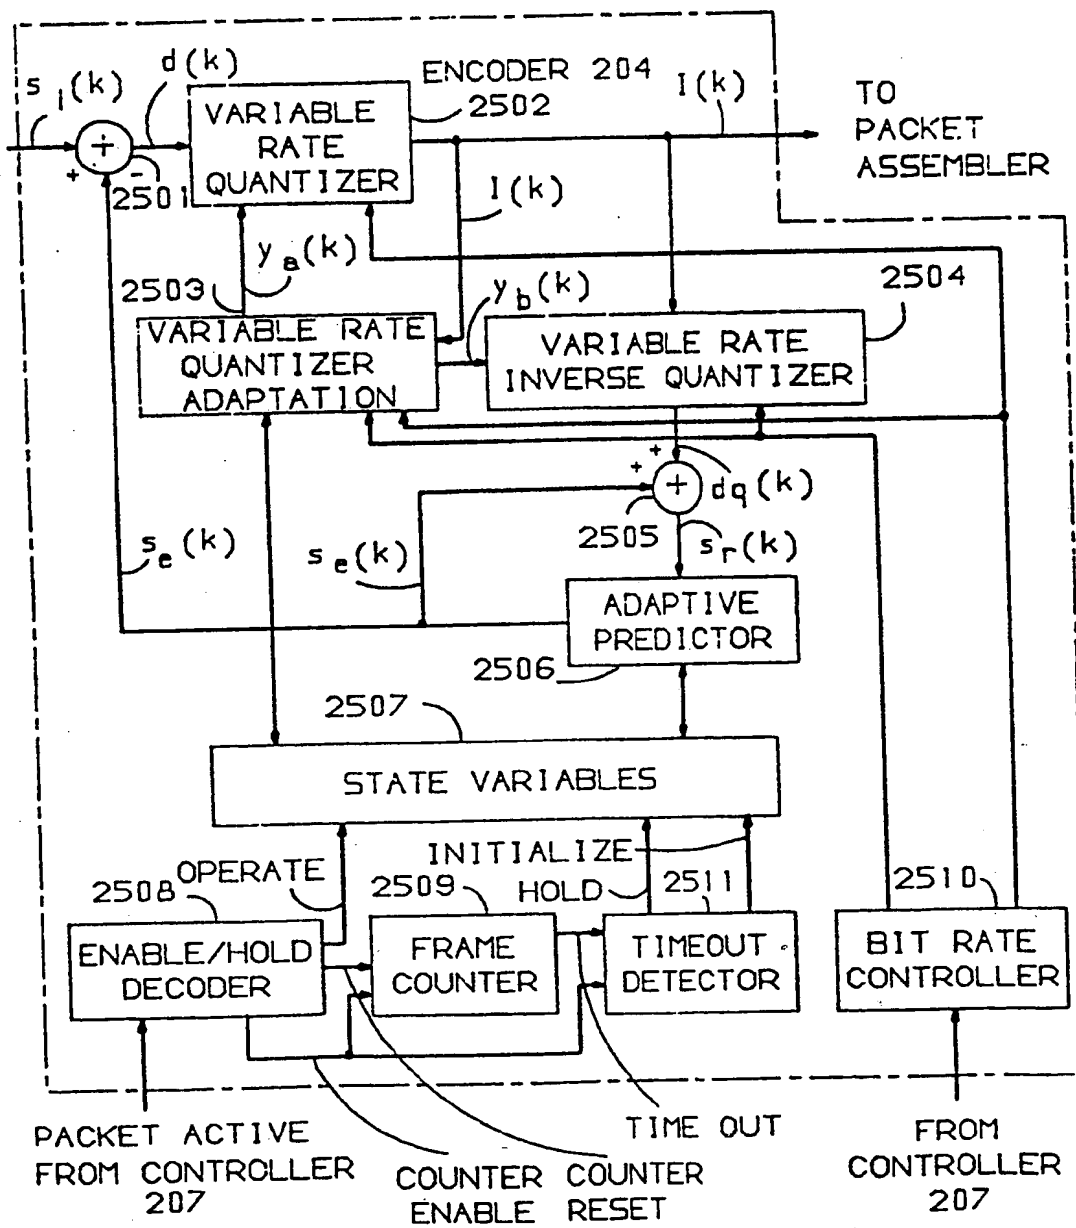 s_i(k)
d(k)
ENCODER 204
2502
I(k)
TO
PACKET
ASSEMBLER
VARIABLE
RATE
QUANTIZER
+
+
-
2501
I(k)
y_a(k)
2503
y_b(k)
2504
VARIABLE RATE
QUANTIZER
ADAPTATION
VARIABLE RATE
INVERSE QUANTIZER
+
+
+
dq(k)
2505
s_r(k)
s_e(k)
s_e(k)
ADAPTIVE
PREDICTOR
2506
2507
STATE VARIABLES
OPERATE
INITIALIZE
HOLD
2508
2509
2511
2510
ENABLE/HOLD
DECODER
FRAME
COUNTER
TIMEOUT
DETECTOR
BIT RATE
CONTROLLER
PACKET ACTIVE
FROM CONTROLLER
207
COUNTER
ENABLE
COUNTER
RESET
TIME OUT
FROM
CONTROLLER
207